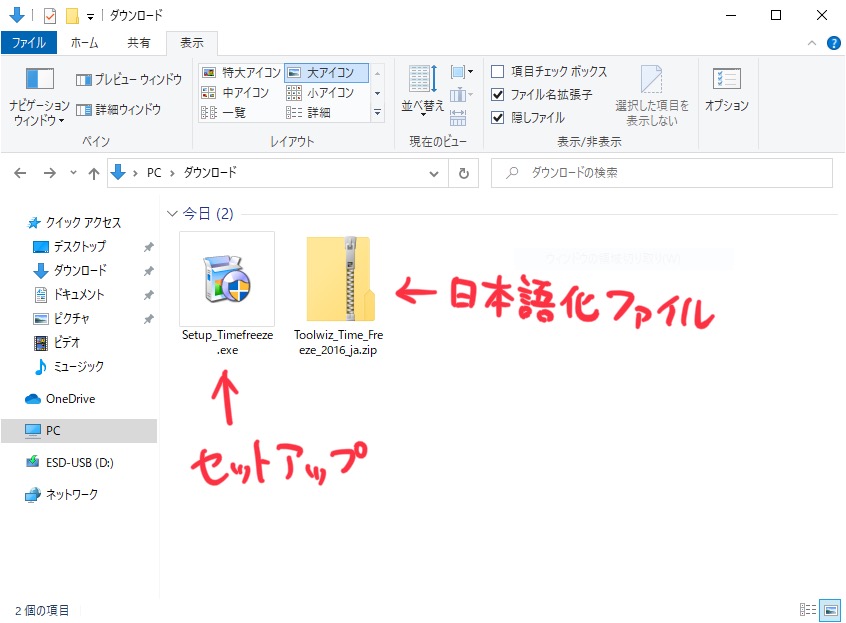 ダウンロード
ファイル ホーム 共有 表示
ナビゲーション ウィンドウ
プレビュー ウィンドウ
詳細ウィンドウ
ペイン
特大アイコン 大アイコン
中アイコン 小アイコン
一覧 詳細
レイアウト
並べ替え
現在のビュー
項目チェック ボックス
ファイル名拡張子
隠しファイル
選択した項目を
表示しない
表示/非表示
オプション
PC › ダウンロード
ダウンロードの検索
クイック アクセス
デスクトップ
ダウンロード
ドキュメント
ピクチャ
ビデオ
ミュージック
OneDrive
PC
ESD-USB (D:)
ネットワーク
今日 (2)
Setup_Timefreeze
.exe
Toolwiz_Time_Fre
eze_2016_ja.zip
←日本語化ファイル
↑
セットアップ
2 個の項目